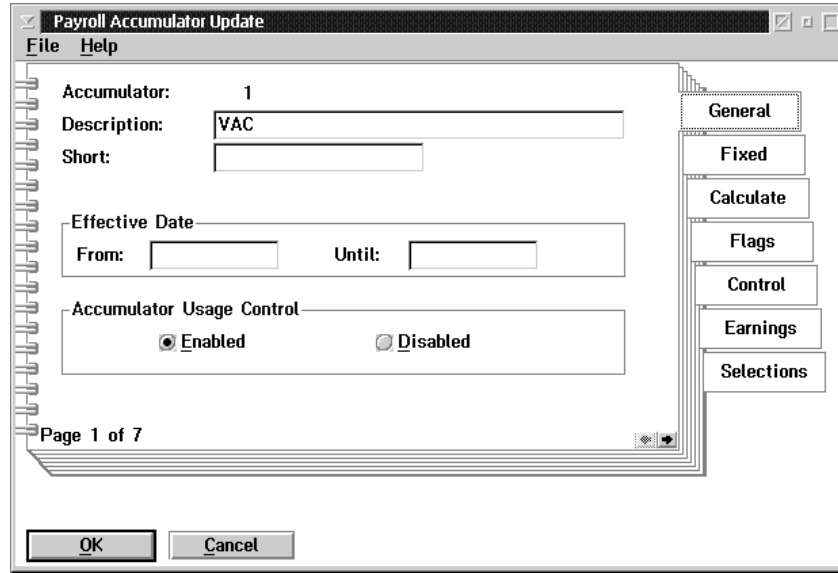 Payroll Accumulator Update
File Help
Accumulator: 1
Description: VAC
Short:
Effective Date
From: Until:
Accumulator Usage Control
Enabled Disabled
Page 1 of 7
General
Fixed
Calculate
Flags
Control
Earnings
Selections
OK Cancel